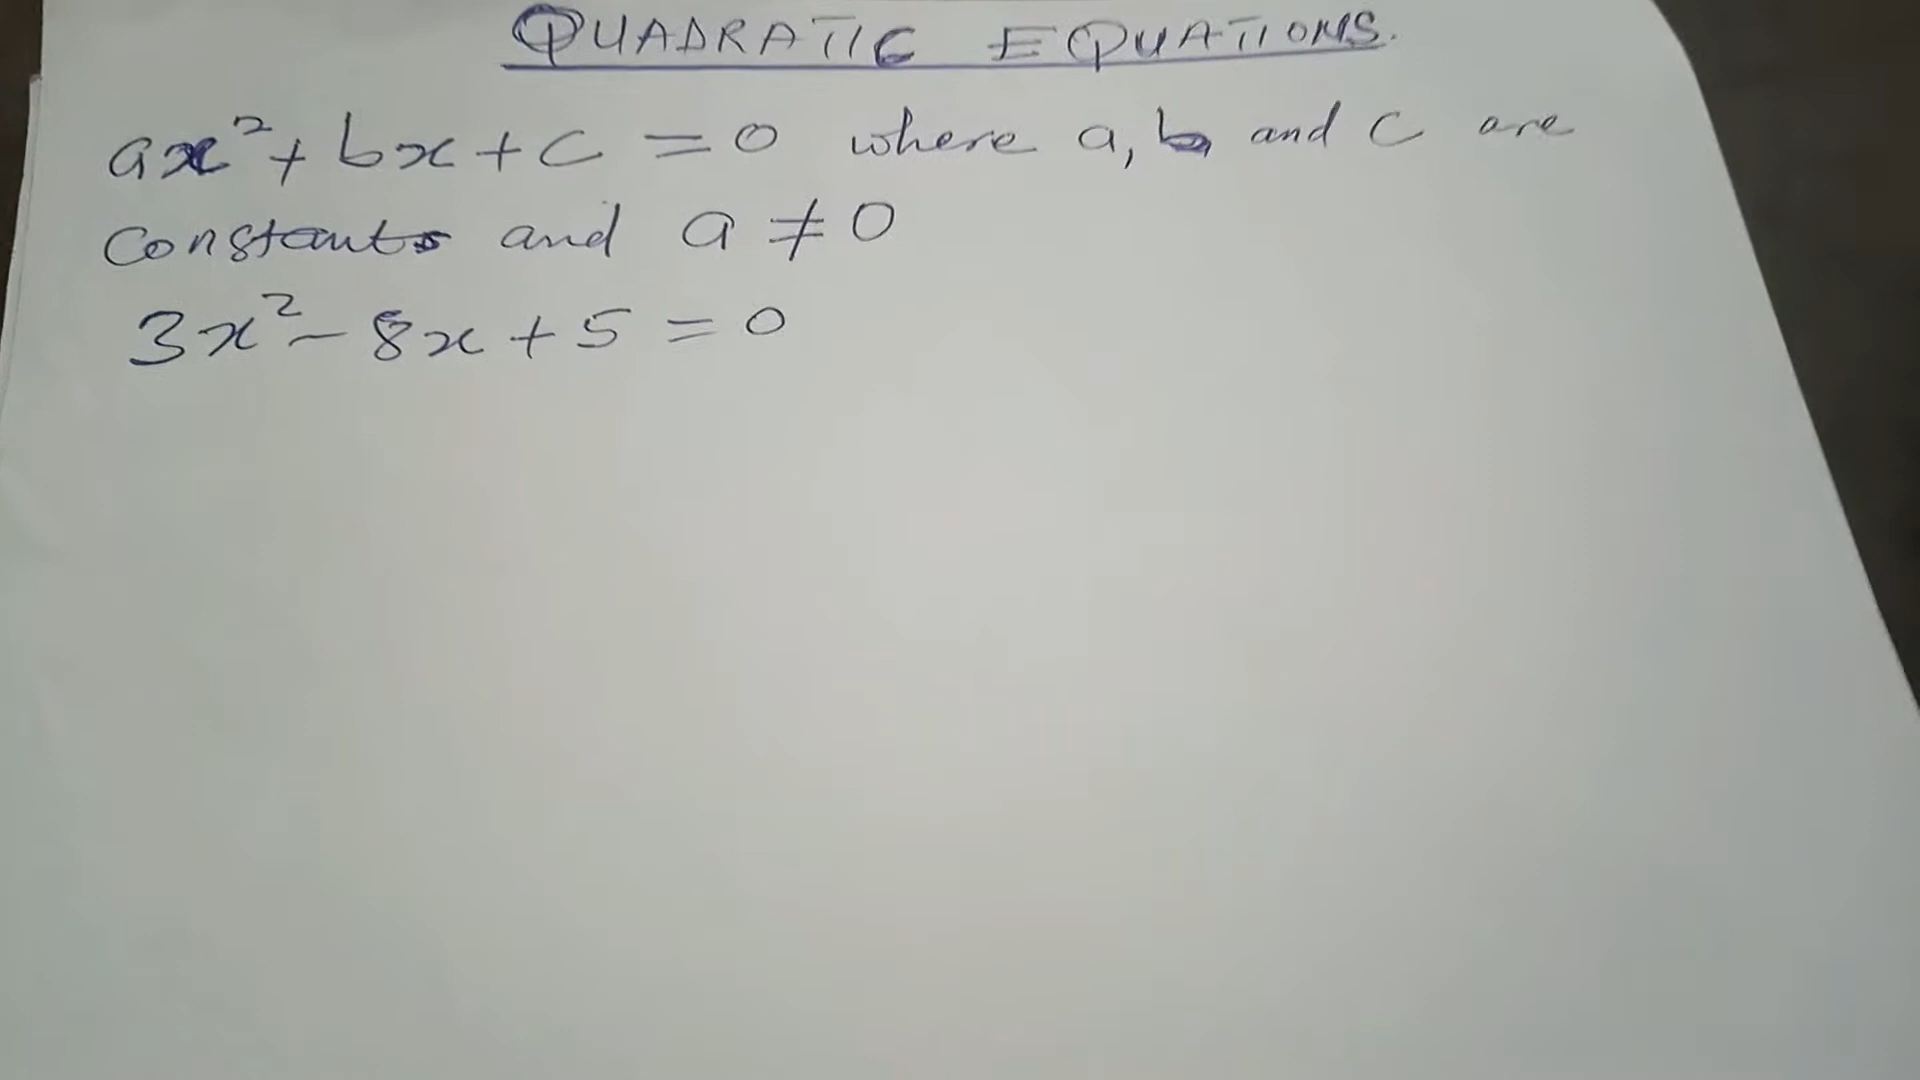 QUADRATIC EQUATIONS.
ax² + bx + c = 0 where a, b and c are
constants and a ≠ 0
3x² - 8x + 5 = 0